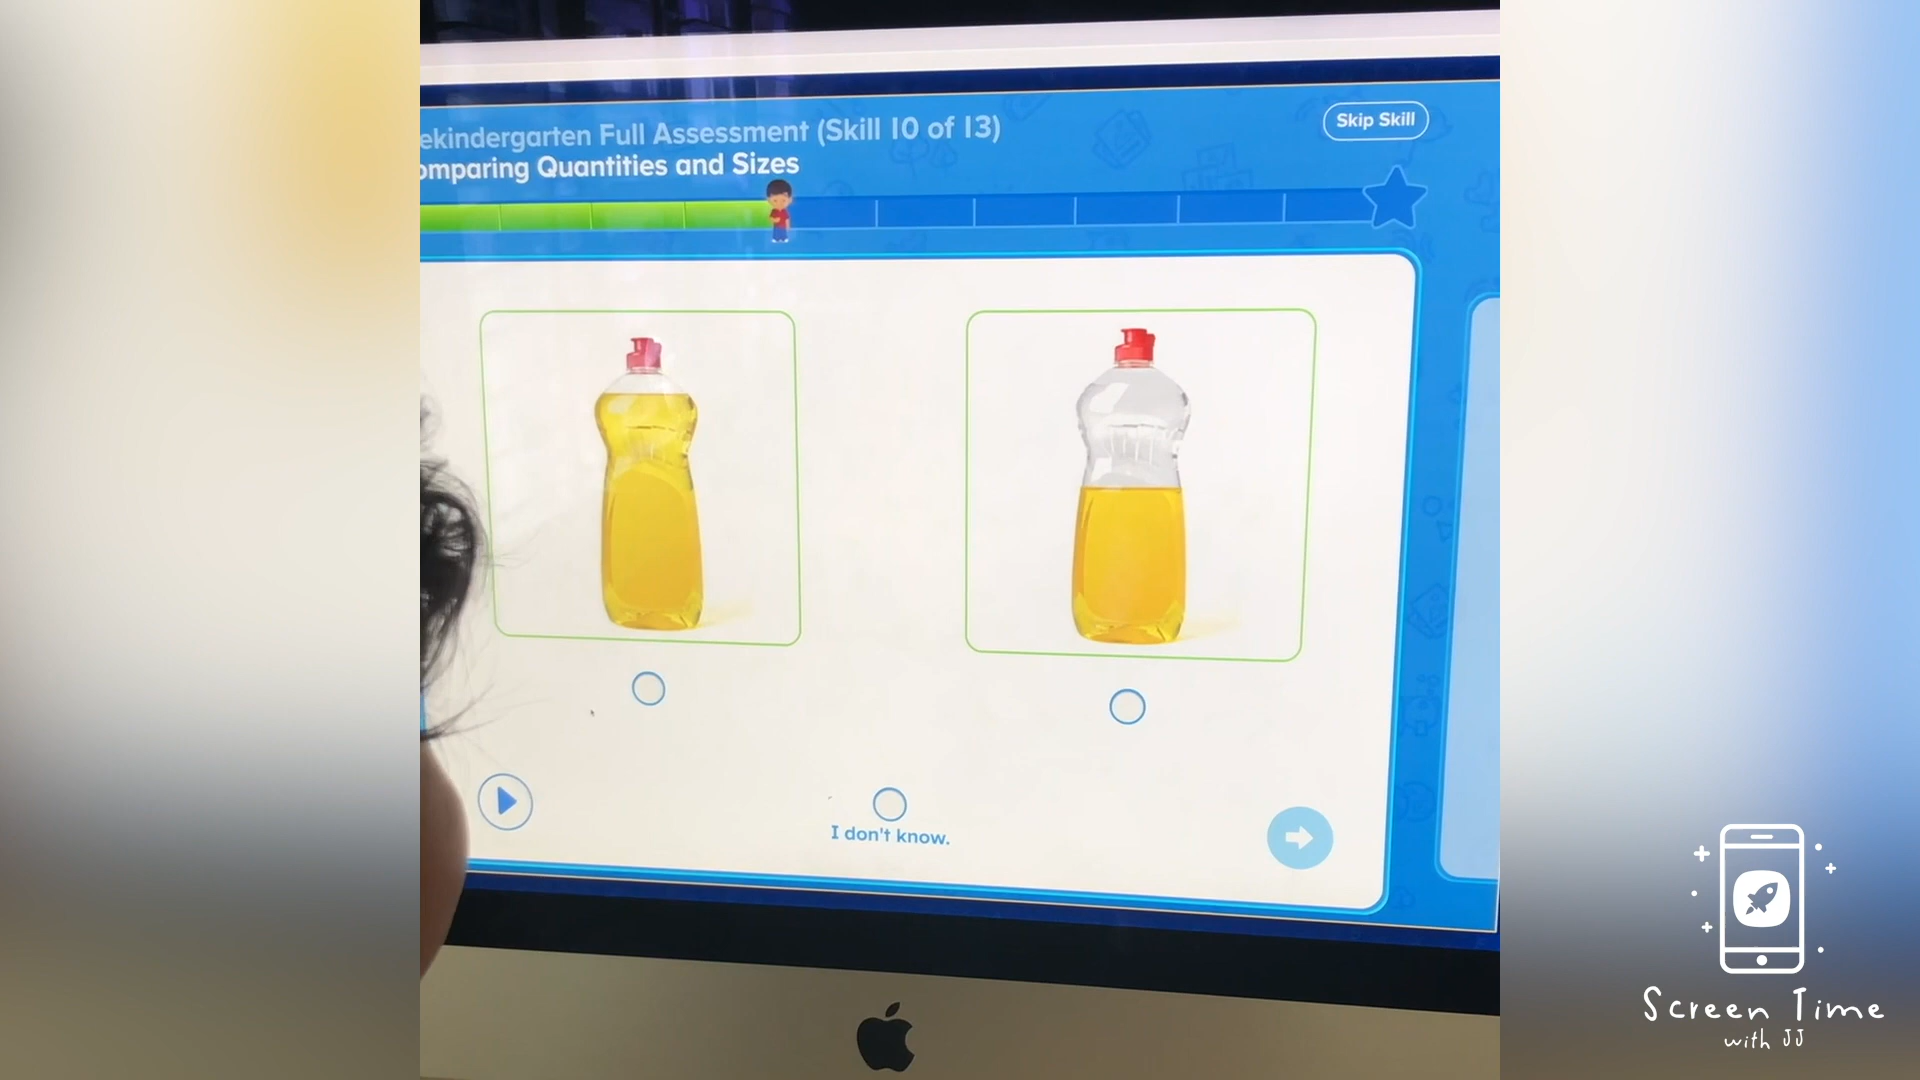 ekindergarten Full Assessment (Skill 10 of 13)
omparing Quantities and Sizes
Skip Skill
I don't know.
Screen Time
with JJ